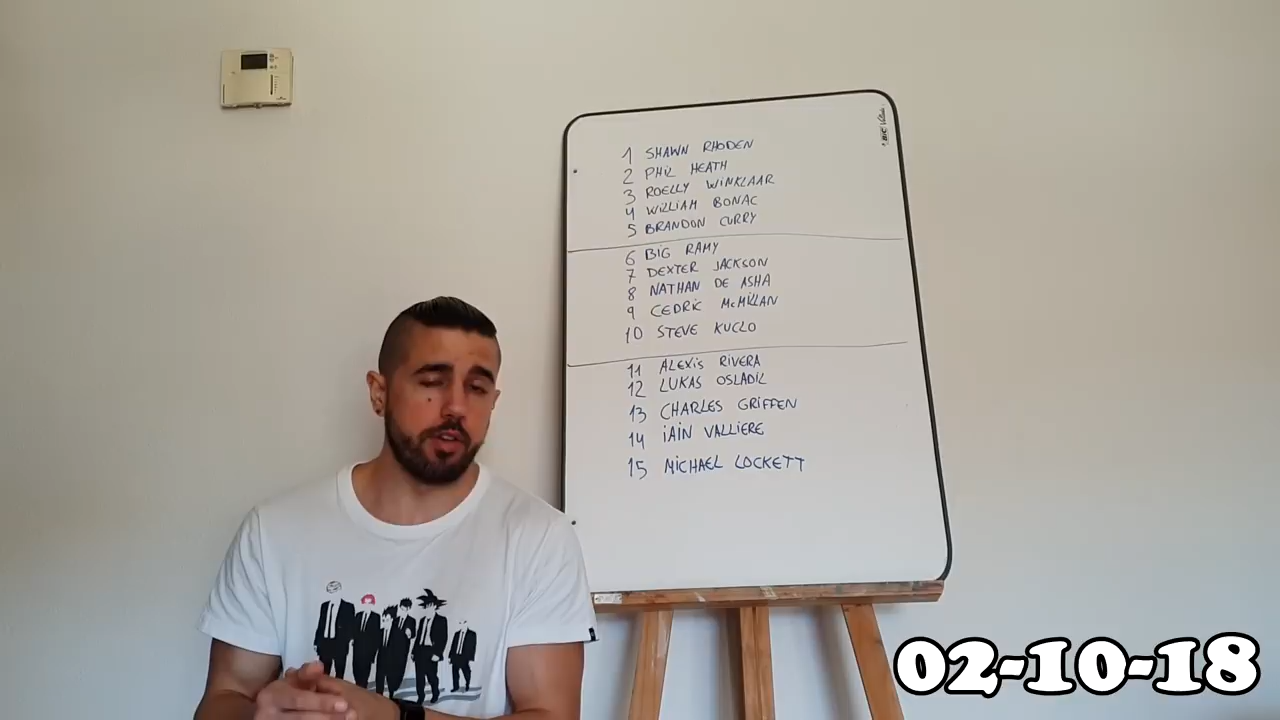 BIC Velleda
1 SHAWN RHODEN
2 PHIL HEATH
3 ROELLY WINKLAAR
4 WILLIAM BONAC
5 BRANDON CURRY
6 BIG RAMY
7 DEXTER JACKSON
8 NATHAN DE ASHA
9 CEDRIC McMILLAN
10 STEVE KUCLO
11 ALEXIS RIVERA
12 LUKAS OSLADIL
13 CHARLES GRIFFEN
14 IAIN VALLIERE
15 MICHAEL LOCKETT
02-10-18